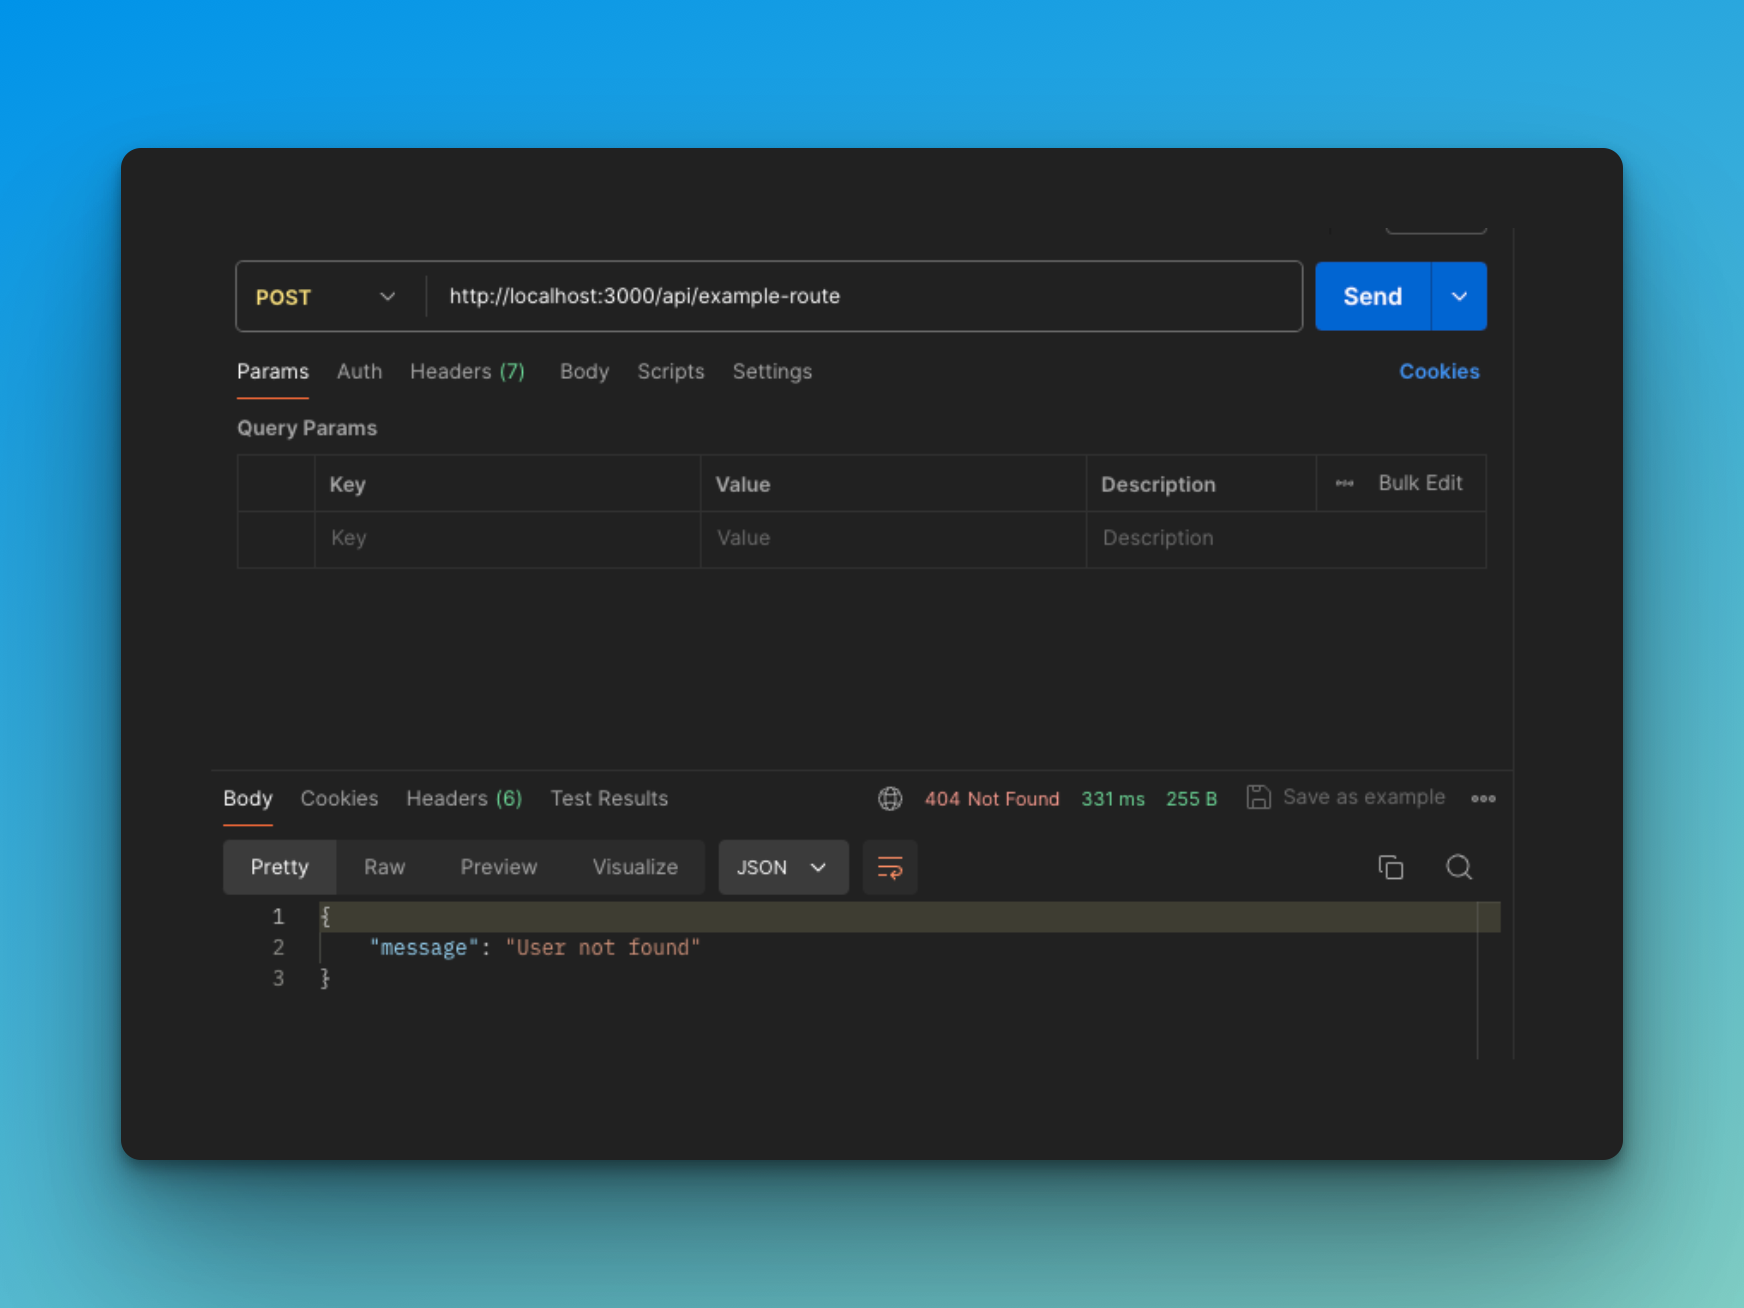 POST http://localhost:3000/api/example-route Send
Params Auth Headers (7) Body Scripts Settings Cookies
Query Params
Key Value Description Bulk Edit
Key Value Description
Body Cookies Headers (6) Test Results 404 Not Found 331 ms 255 B Save as example
Pretty Raw Preview Visualize JSON
1 {
2 "message": "User not found"
3 }